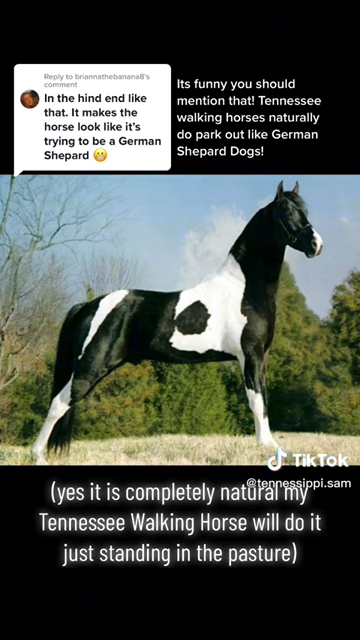 Reply to briannathebanana8's
comment
In the hind end like
that. It makes the
horse look like it's
trying to be a German
Shepard 😬
Its funny you should
mention that! Tennessee
walking horses naturally
do park out like German
Shepard Dogs!
TikTok
@tennessippi.sam
(yes it is completely natural my
Tennessee Walking Horse will do it
just standing in the pasture)